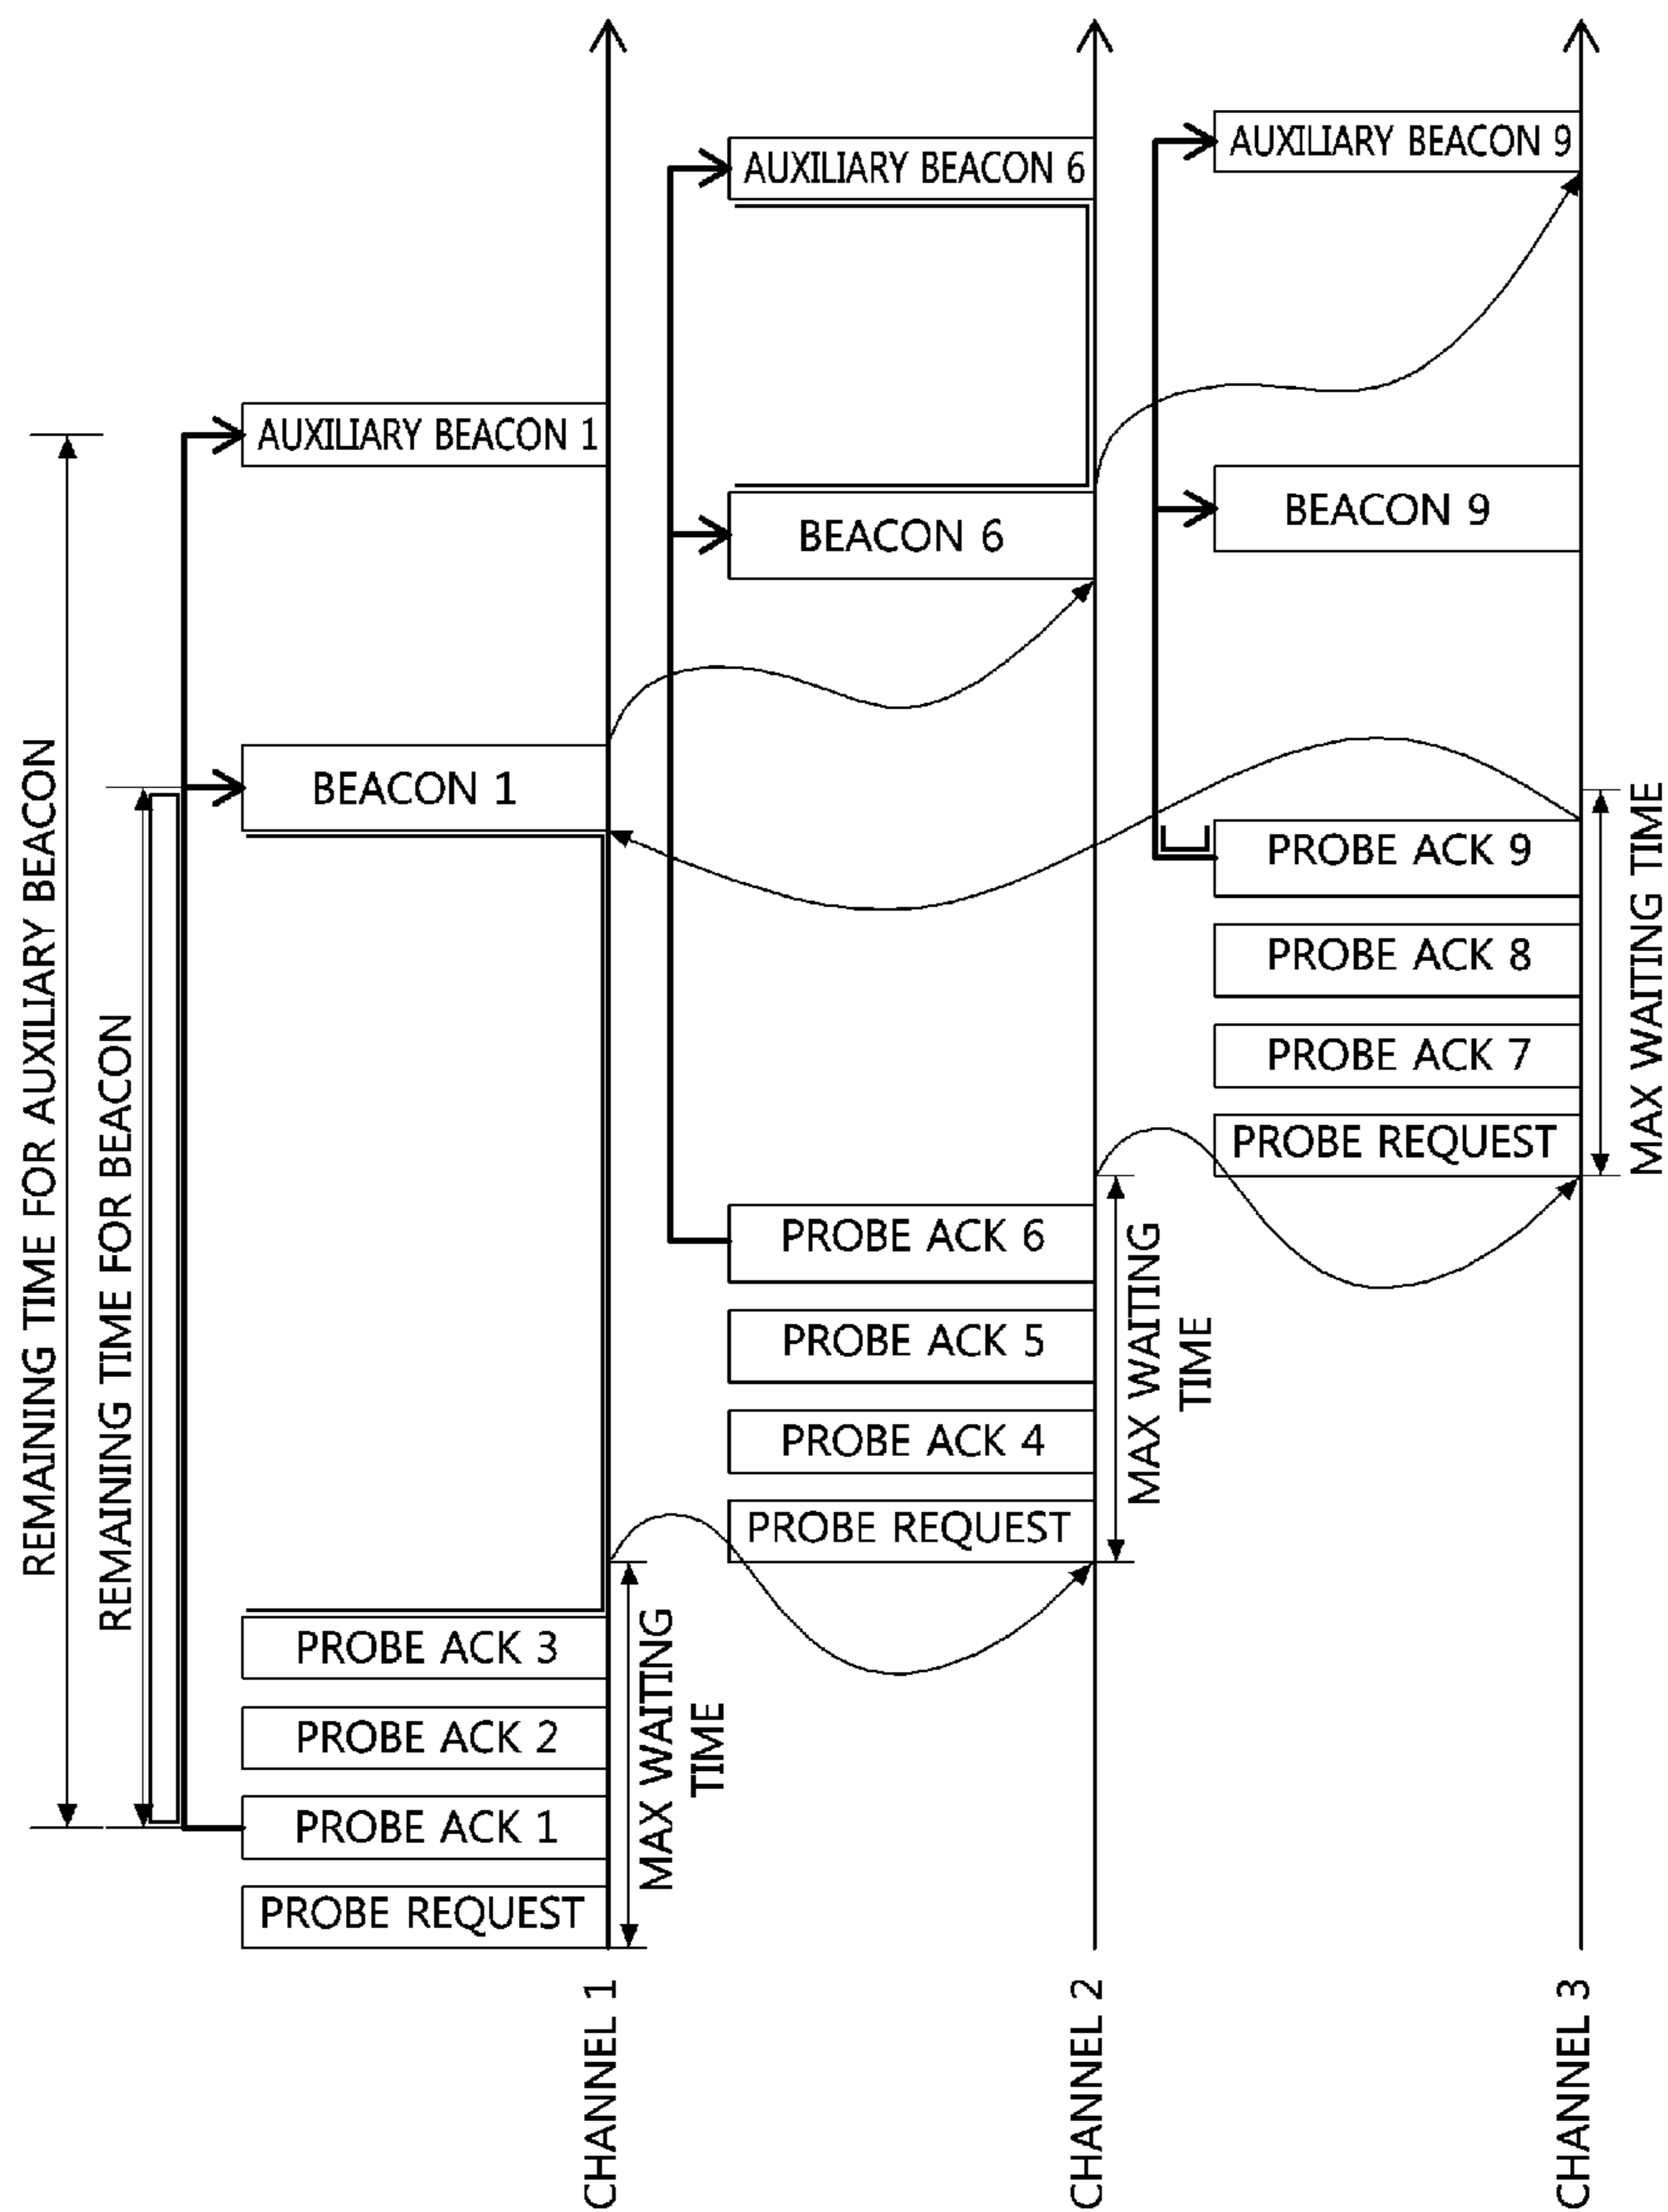 AUXILIARY BEACON 9
AUXILIARY BEACON 6
AUXILIARY BEACON 1
BEACON 9
BEACON 6
BEACON 1
REMAINING TIME FOR AUXILIARY BEACON
REMAINING TIME FOR BEACON
PROBE ACK 9
PROBE ACK 8
PROBE ACK 7
PROBE REQUEST
MAX WAITING TIME
PROBE ACK 6
PROBE ACK 5
PROBE ACK 4
PROBE REQUEST
MAX WAITING
TIME
PROBE ACK 3
PROBE ACK 2
PROBE ACK 1
PROBE REQUEST
MAX WAITING
TIME
CHANNEL 1
CHANNEL 2
CHANNEL 3